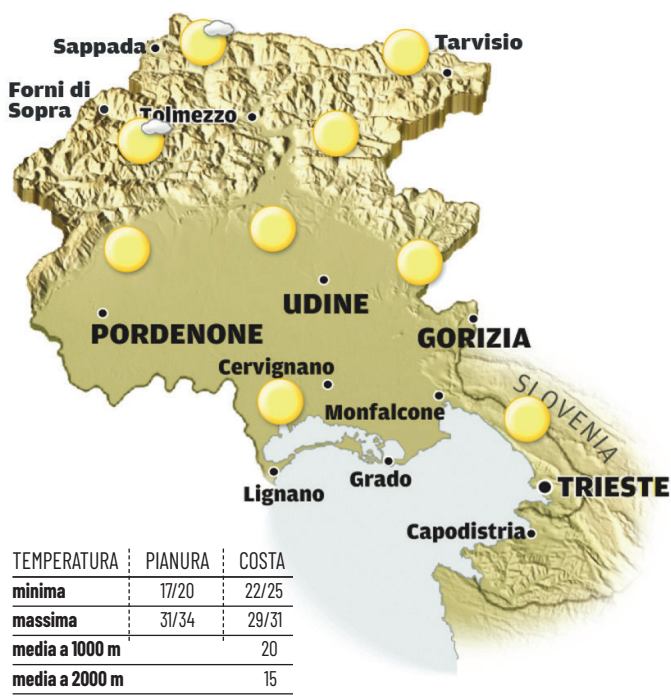 Sappada
Tarvisio
Forni di
Sopra
Tolmezzo
UDINE
PORDENONE
GORIZIA
Cervignano
SLOVENIA
Monfalcone
Grado
Lignano
TRIESTE
Capodistria
TEMPERATURA PIANURA COSTA
minima 17/20 22/25
massima 31/34 29/31
media a 1000 m 20
media a 2000 m 15